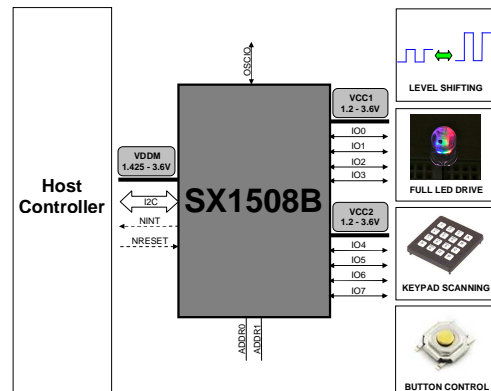 OSCIO
VCC1
1.2 - 3.6V
LEVEL SHIFTING
VDDM
1.425 - 3.6V
IO0
IO1
IO2
IO3
FULL LED DRIVE
Host
Controller
I2C
SX1508B
NINT
NRESET
VCC2
1.2 - 3.6V
IO4
IO5
IO6
IO7
KEYPAD SCANNING
ADDR0
ADDR1
BUTTON CONTROL